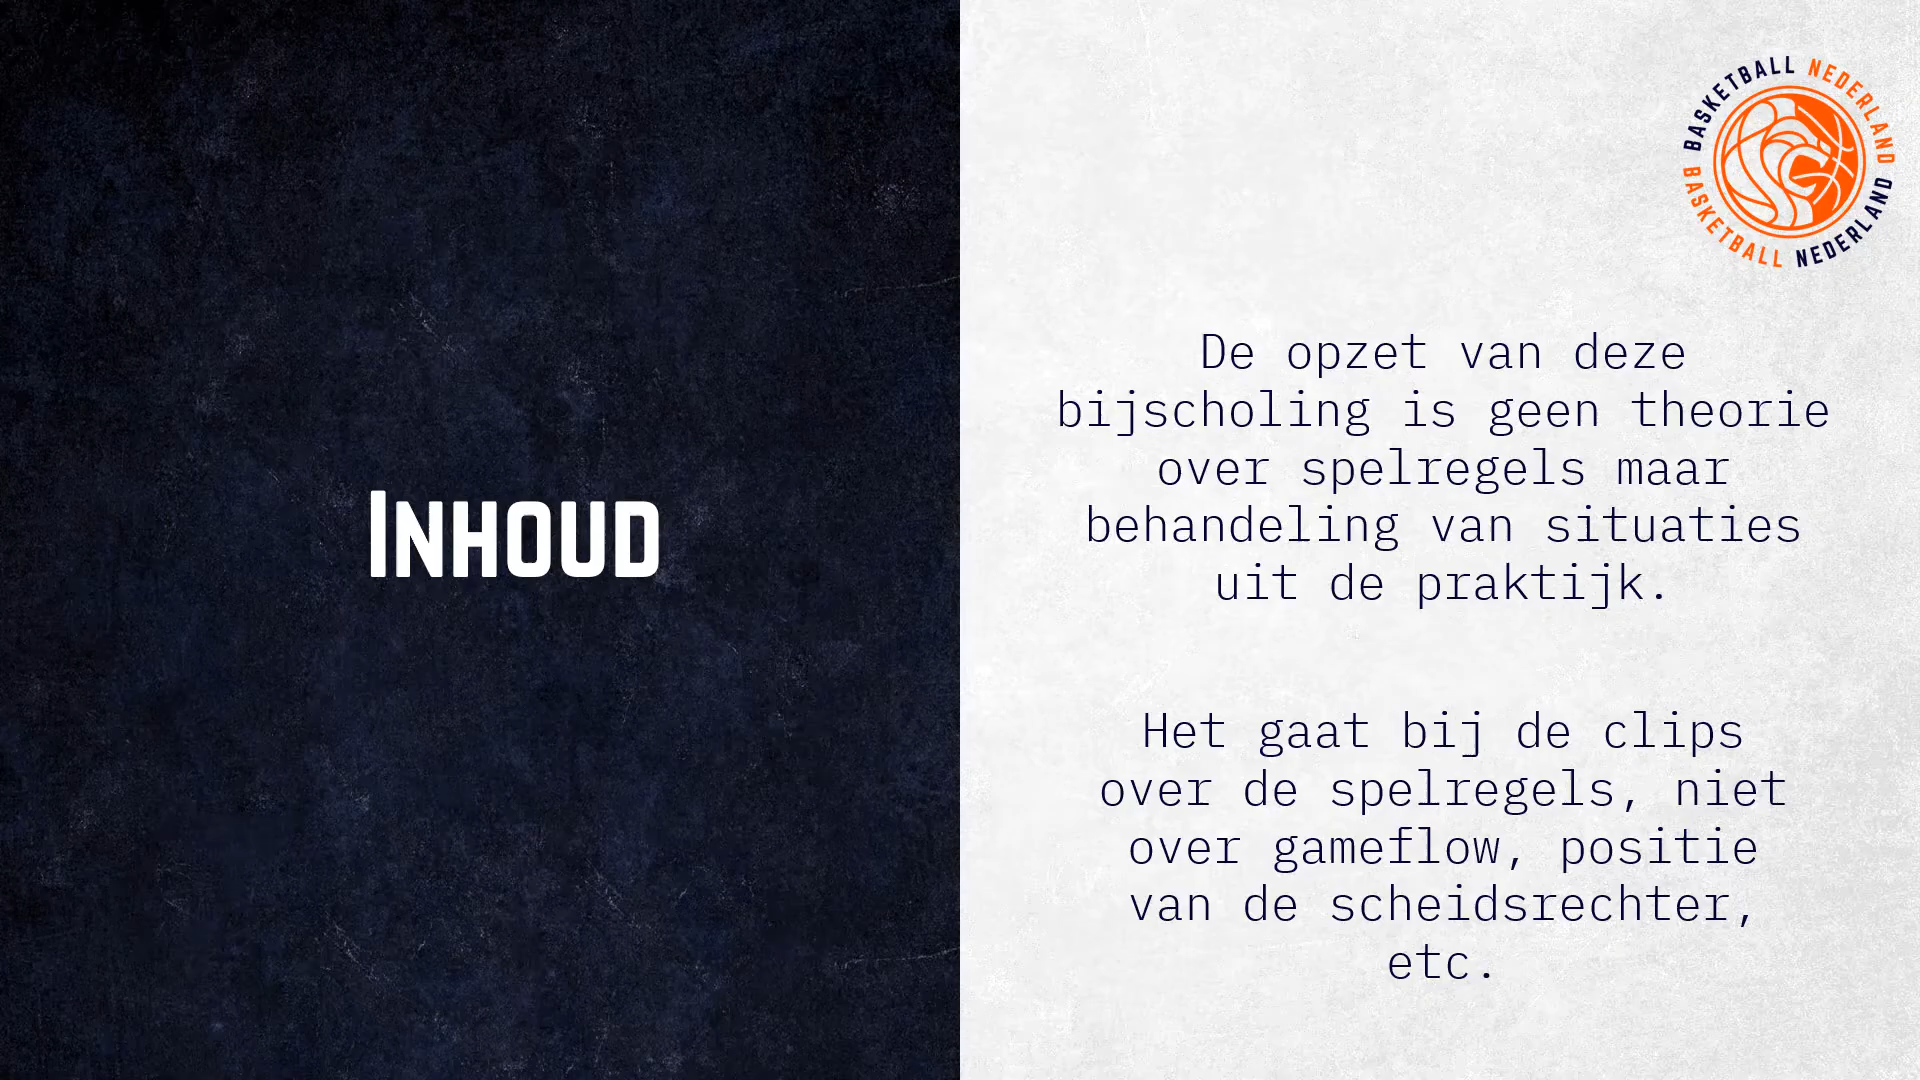 BASKETBALL NEDERLAND
BASKETBALL NEDERLAND
Inhoud
De opzet van deze
bijscholing is geen theorie
over spelregels maar
behandeling van situaties
uit de praktijk.
Het gaat bij de clips
over de spelregels, niet
over gameflow, positie
van de scheidsrechter,
etc.